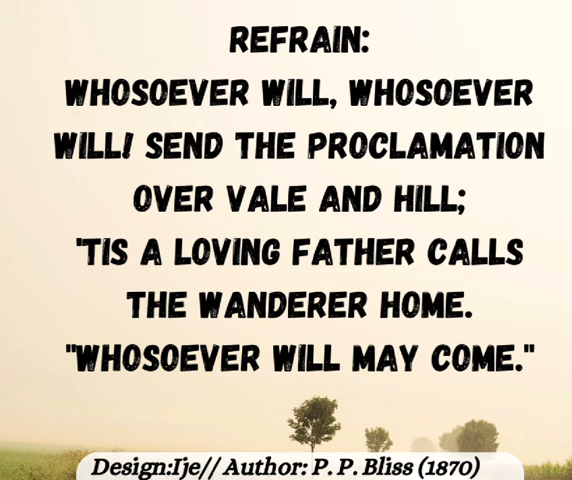 REFRAIN:
WHOSOEVER WILL, WHOSOEVER
WILL! SEND THE PROCLAMATION
OVER VALE AND HILL;
'TIS A LOVING FATHER CALLS
THE WANDERER HOME.
"WHOSOEVER WILL MAY COME."
Design:Ije// Author: P. P. Bliss (1870)